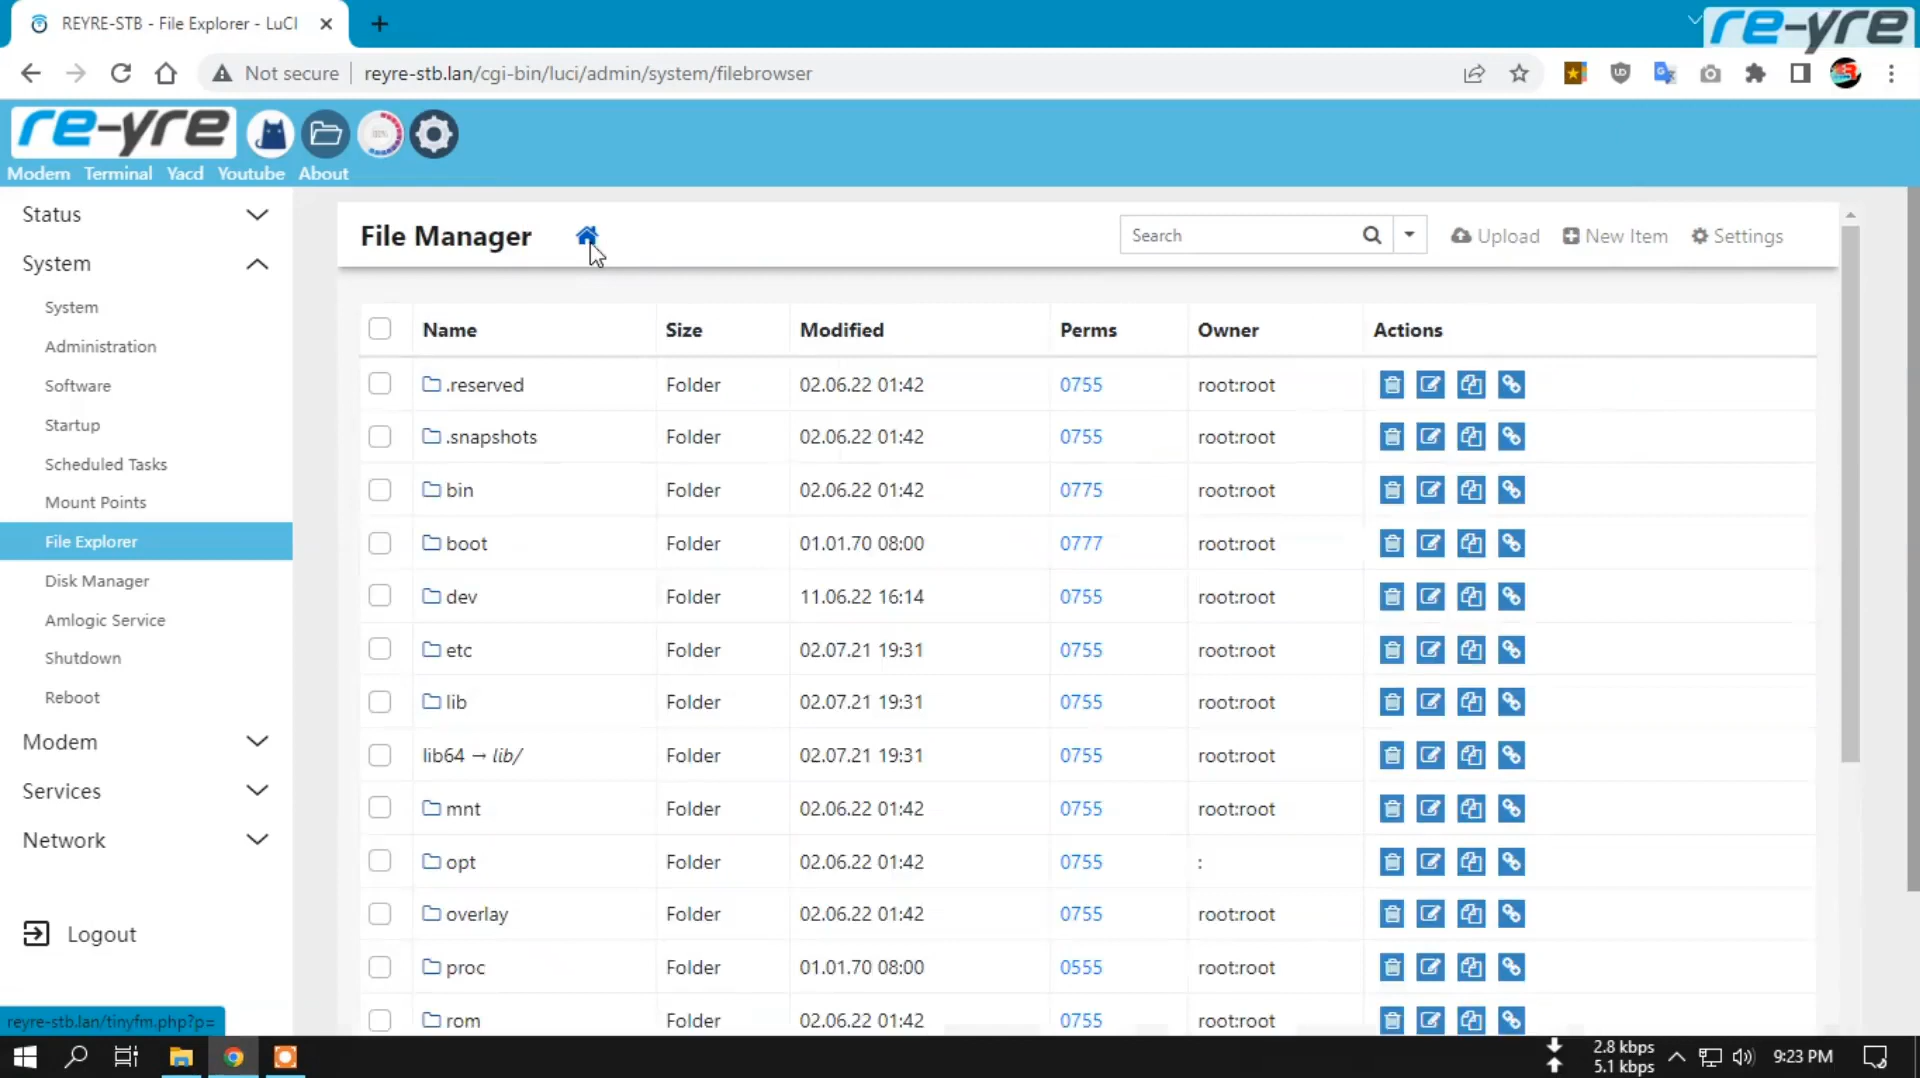 REYRE-STB - File Explorer - LuCI
re-yre
Not secure
reyre-stb.lan/cgi-bin/luci/admin/system/filebrowser
re-yre
Modem Terminal Yacd Youtube About
Status
System
System
Administration
Software
Startup
Scheduled Tasks
Mount Points
File Explorer
Disk Manager
Amlogic Service
Shutdown
Reboot
Modem
Services
Network
Logout
File Manager
Search
Upload
New Item
Settings
Name Size Modified Perms Owner Actions
.reserved Folder 02.06.22 01:42 0755 root:root
.snapshots Folder 02.06.22 01:42 0755 root:root
bin Folder 02.06.22 01:42 0775 root:root
boot Folder 01.01.70 08:00 0777 root:root
dev Folder 11.06.22 16:14 0755 root:root
etc Folder 02.07.21 19:31 0755 root:root
lib Folder 02.07.21 19:31 0755 root:root
lib64 → lib/ Folder 02.07.21 19:31 0755 root:root
mnt Folder 02.06.22 01:42 0755 root:root
opt Folder 02.06.22 01:42 0755 :
overlay Folder 02.06.22 01:42 0755 root:root
proc Folder 01.01.70 08:00 0555 root:root
rom Folder 02.06.22 01:42 0755 root:root
reyre-stb.lan/tinyfm.php?p=
2.8 kbps
5.1 kbps
9:23 PM